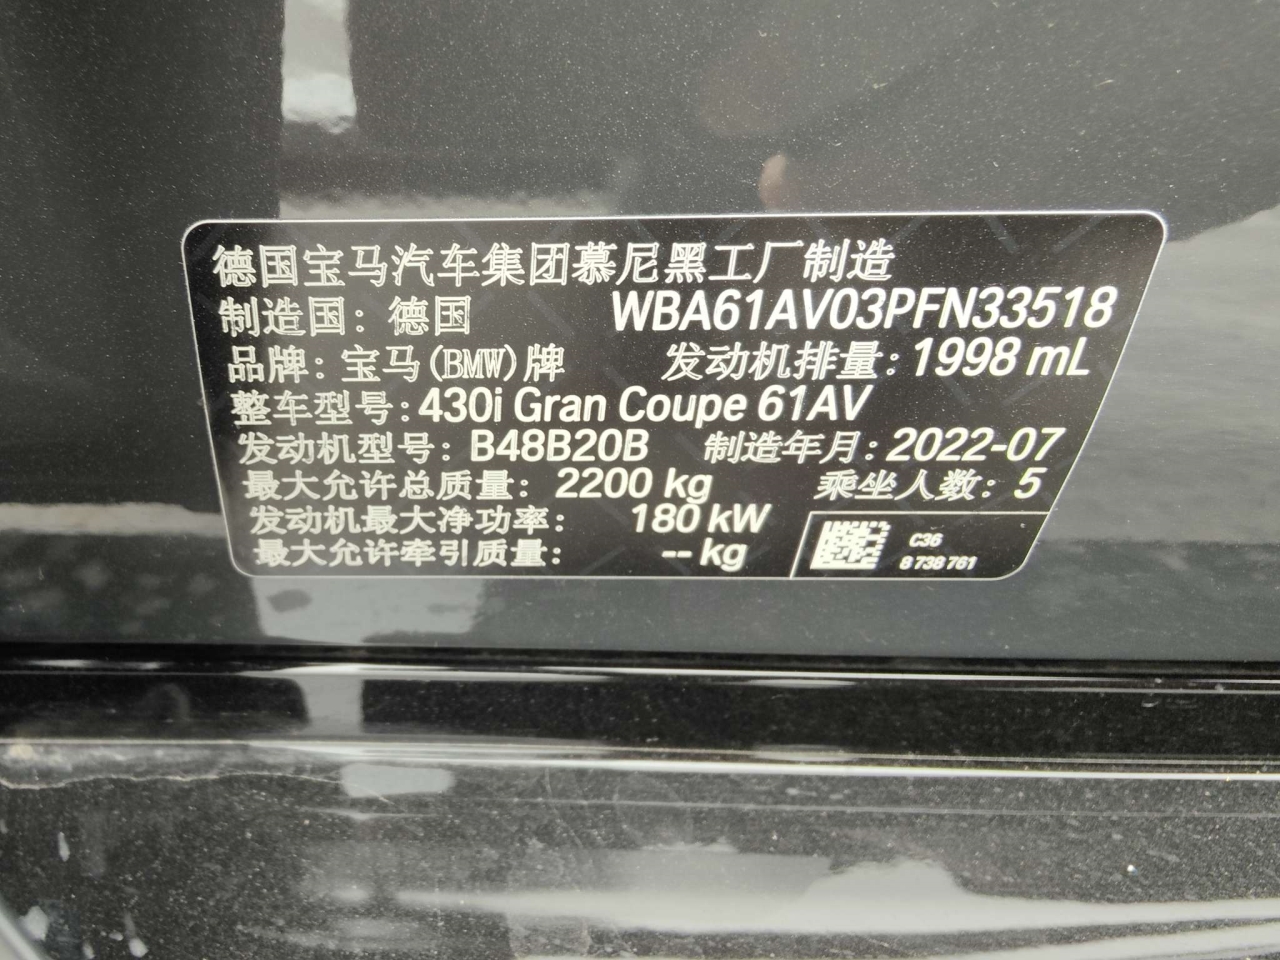 德国宝马汽车集团慕尼黑工厂制造
制造国：德国 WBA61AV03PFN33518
品牌：宝马(BMW)牌 发动机排量：1998 mL
整车型号：430i Gran Coupe 61AV
发动机型号：B48B20B 制造年月：2022-07
最大允许总质量：2200 kg 乘坐人数：5
发动机最大净功率：180 kW
最大允许牵引质量：-- kg
C36
8 738 761